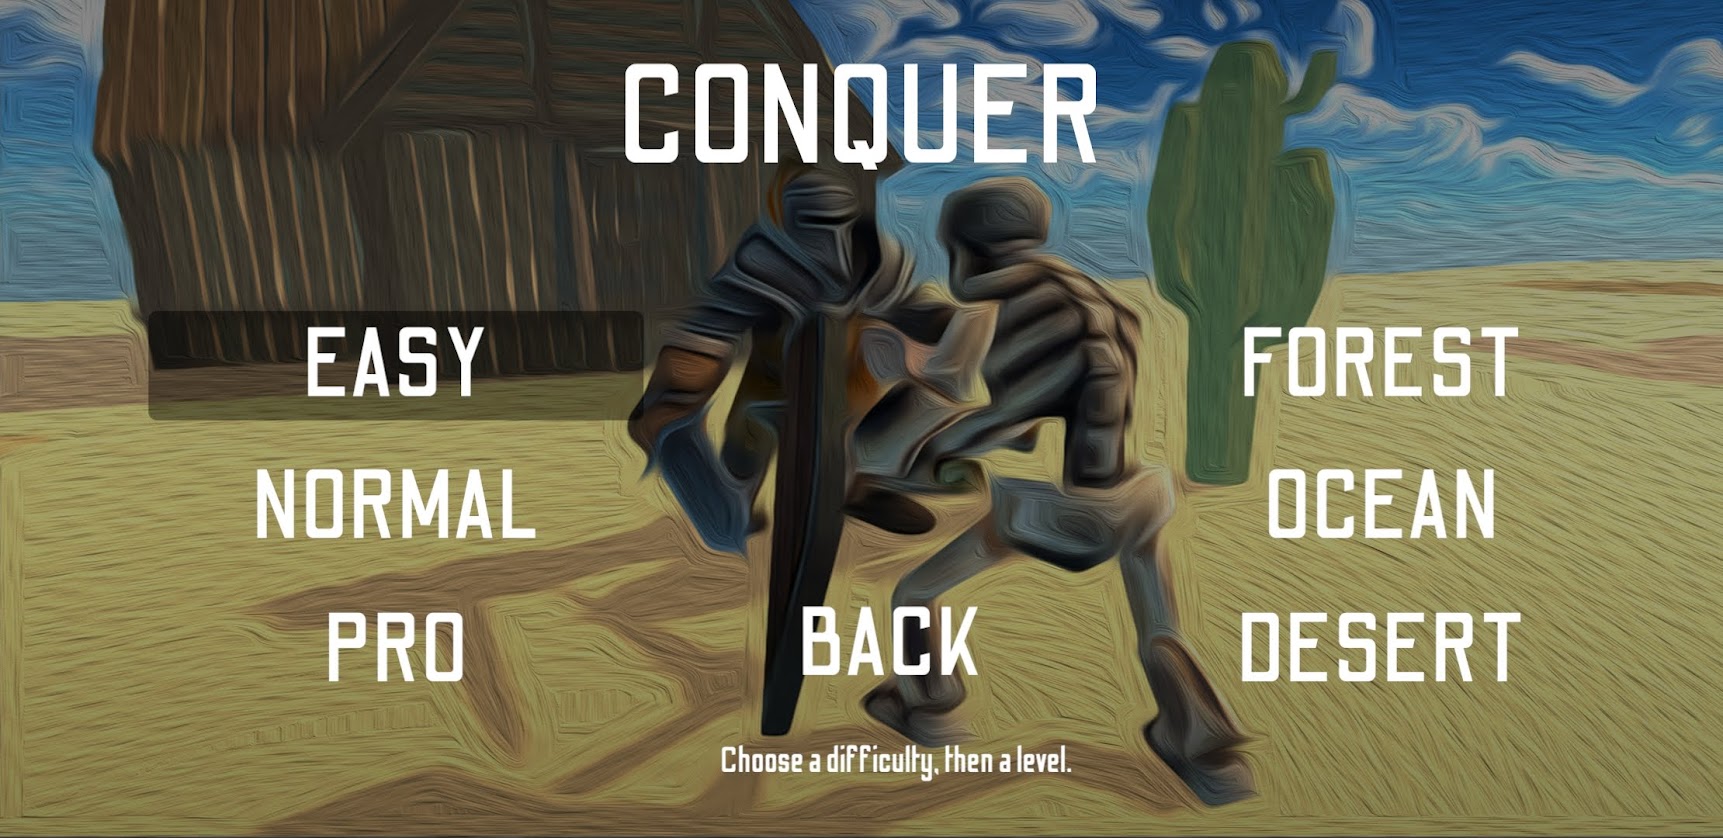 CONQUER
EASY
NORMAL
PRO
BACK
FOREST
OCEAN
DESERT
Choose a difficulty, then a level.